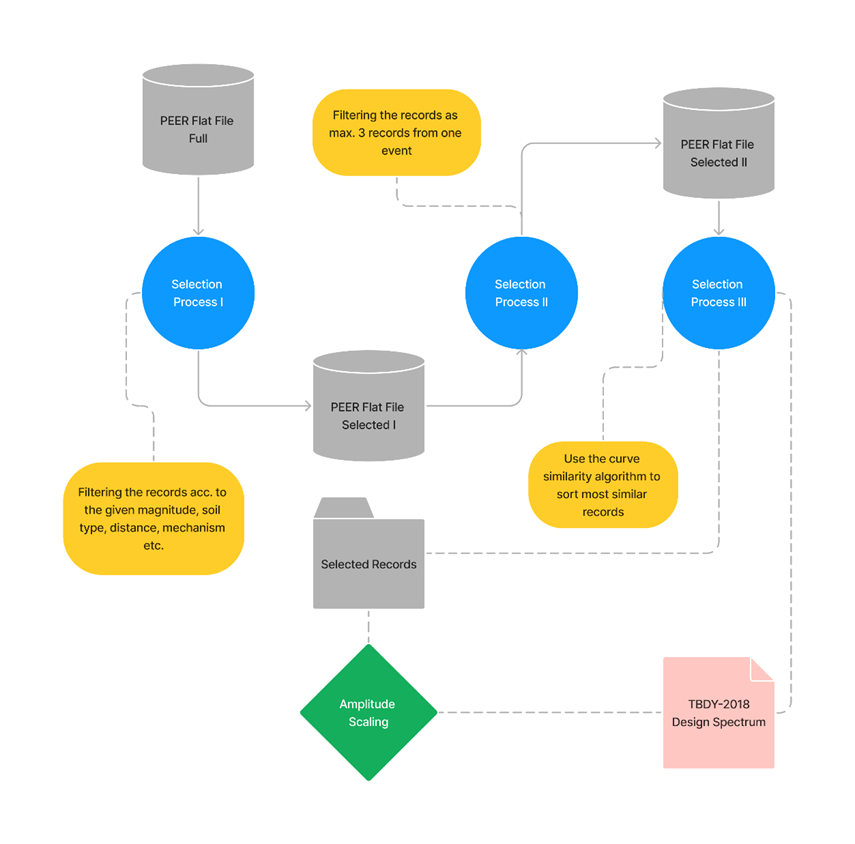 PEER Flat File
Full
Filtering the records as
max. 3 records from one
event
PEER Flat File
Selected II
Selection
Process I
Selection
Process II
Selection
Process III
PEER Flat File
Selected I
Filtering the records acc. to
the given magnitude, soil
type, distance, mechanism
etc.
Use the curve
similarity algorithm to
sort most similar
records
Selected Records
Amplitude
Scaling
TBDY-2018
Design Spectrum